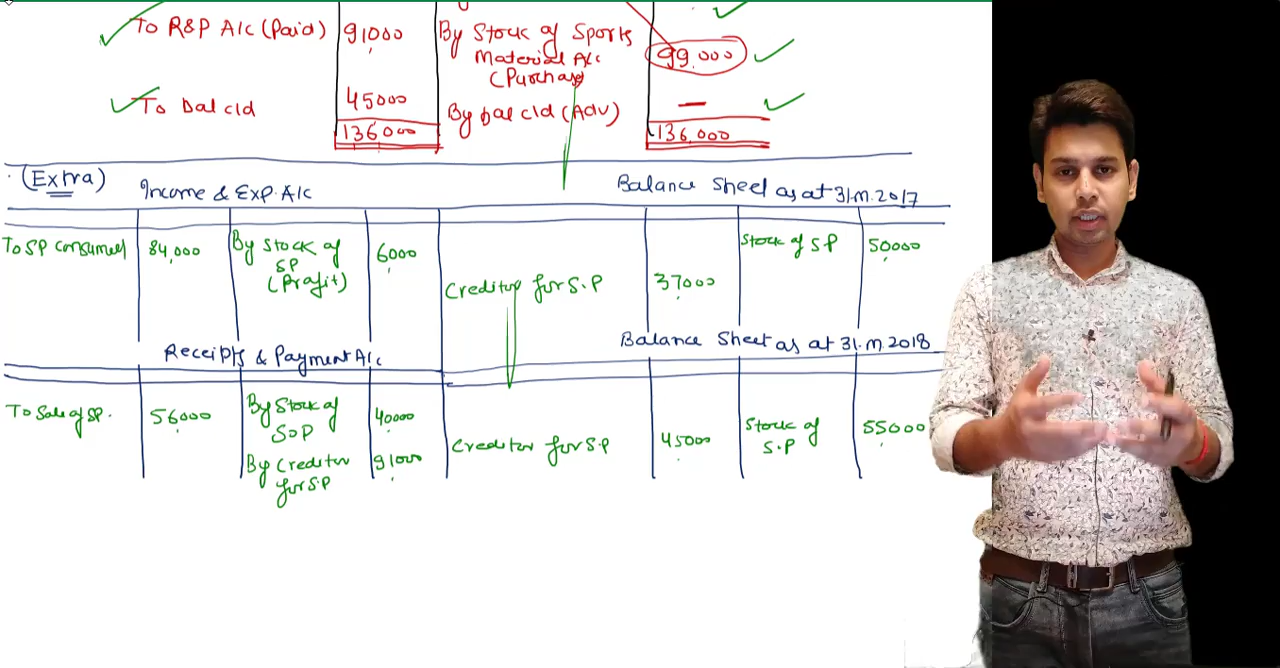 To R&P A/c (Paid) 91000 By Stock of Sports
Material A/c 99,000
(Purchase)
To bal c/d 45000 By bal c/d (Adv) —
136000 136,000
(Extra) Income & Exp. A/c Balance Sheet as at 31.M.2017
To SP consumed 84,000 By Stock of 6000 Stock of SP 50000
SP
(Profit) Creditor for S.P 37000
Receipts & Payment A/c Balance Sheet as at 31.M.2018
To Sale of SP. 56000 By Stock of 40000 Creditor for S.P 45000 Stock of 55000
SOP S.P
By Creditor 91000
for S.P